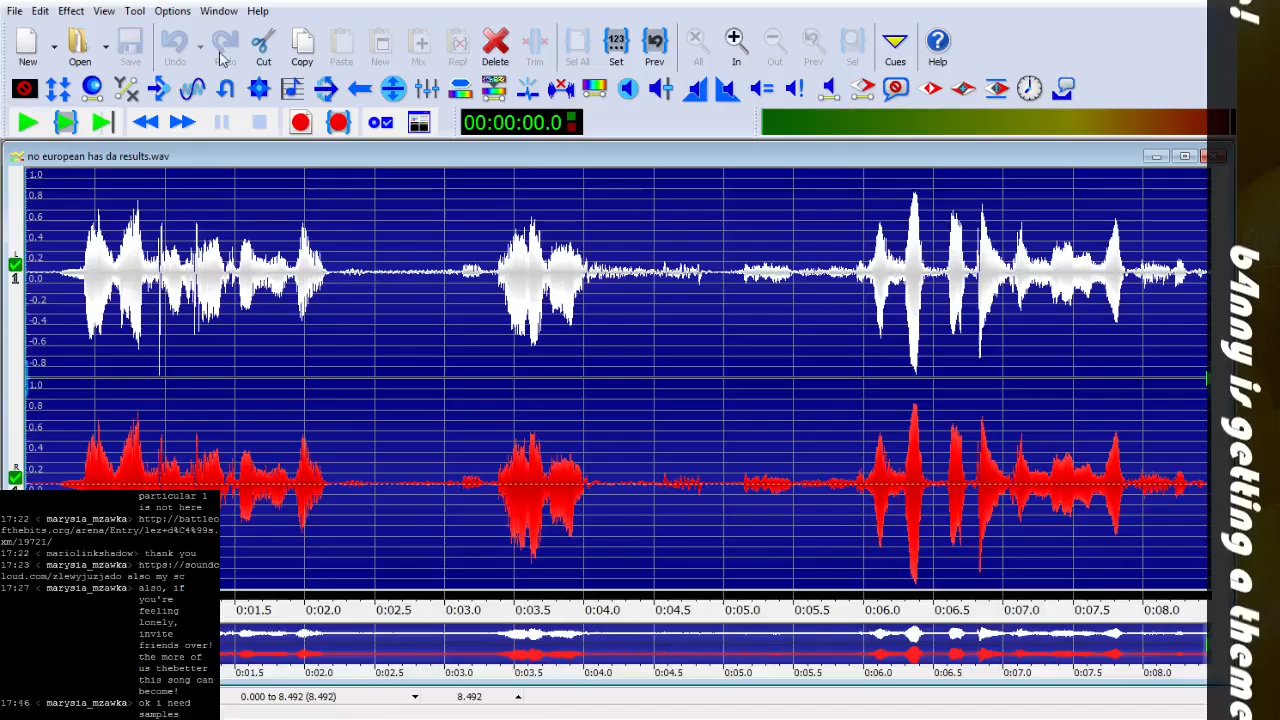 File Edit Effect View Tool Options Window Help
New Open Save Undo Redo Cut Copy Paste New Mix Repl Delete Trim Sel All Set Prev All In Out Prev Sel Cues Help
00:00:00.0
no european has da results.wav
1.0
0.8
0.6
0.4
0.2
0.0
-0.2
-0.4
-0.6
-0.8
L
1
1.0
0.8
0.6
0.4
0.2
0.0
R
particular 1
is not here
17:22 < marysia_mzawka> http://battleo
fthebits.org/arena/Entry/lez+d%C4%99s.
xm/19721/
17:22 < mariolinkshadow> thank you
17:23 < marysia_mzawka> https://soundc
loud.com/zlewyjuzjado also my sc
17:27 < marysia_mzawka> also, if
you're
feeling
lonely,
invite
friends over!
the more of
us thebetter
this song can
become!
17:46 < marysia_mzawka> ok i need
samples
0:01.5 0:02.0 0:02.5 0:03.0 0:03.5 0:04.0 0:04.5 0:05.0 0:05.5 0:06.0 0:06.5 0:07.0 0:07.5 0:08.0
0:01.5 0:02.0 0:02.5 0:03.0 0:03.5 0:04.0 0:04.5 0:05.0 0:05.5 0:06.0 0:06.5 0:07.0 0:07.5 0:08.0
0.000 to 8.492 (8.492) 8.492
r!
bAnny is getting a theme